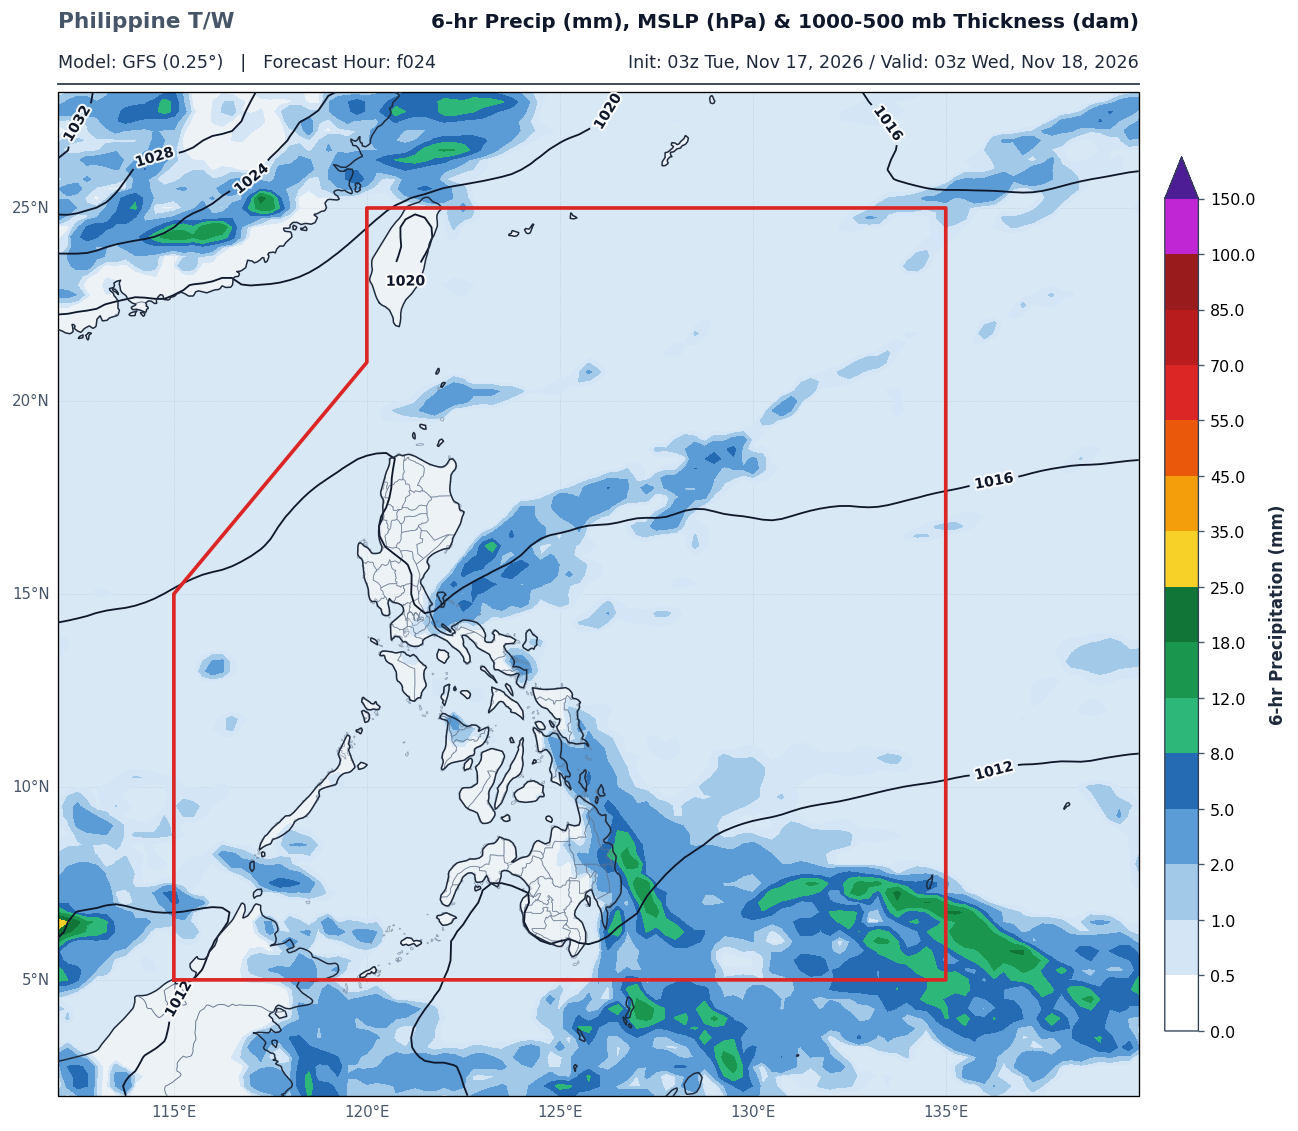 Philippine T/W
6-hr Precip (mm), MSLP (hPa) & 1000-500 mb Thickness (dam)
Model: GFS (0.25°) | Forecast Hour: f024
Init: 03z Tue, Nov 17, 2026 / Valid: 03z Wed, Nov 18, 2026
1032
1028
1024
1020
1016
1020
1016
1012
1012
25°N
20°N
15°N
10°N
5°N
115°E
120°E
125°E
130°E
135°E
150.0
100.0
85.0
70.0
55.0
45.0
35.0
25.0
18.0
12.0
8.0
5.0
2.0
1.0
0.5
0.0
6-hr Precipitation (mm)